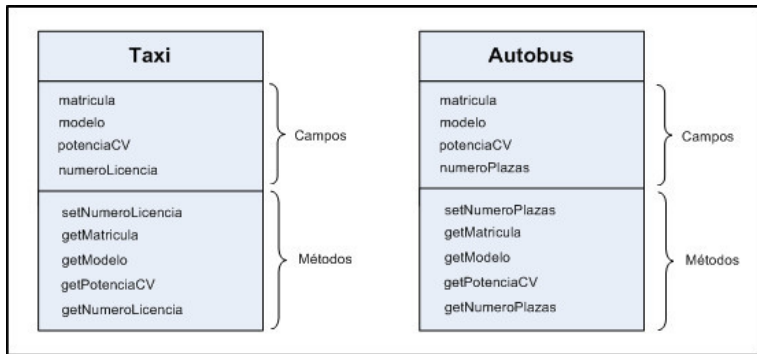 Taxi
matricula
modelo
potenciaCV
numeroLicencia
Campos
setNumeroLicencia
getMatricula
getModelo
getPotenciaCV
getNumeroLicencia
Métodos
Autobus
matricula
modelo
potenciaCV
numeroPlazas
Campos
setNumeroPlazas
getMatricula
getModelo
getPotenciaCV
getNumeroPlazas
Métodos